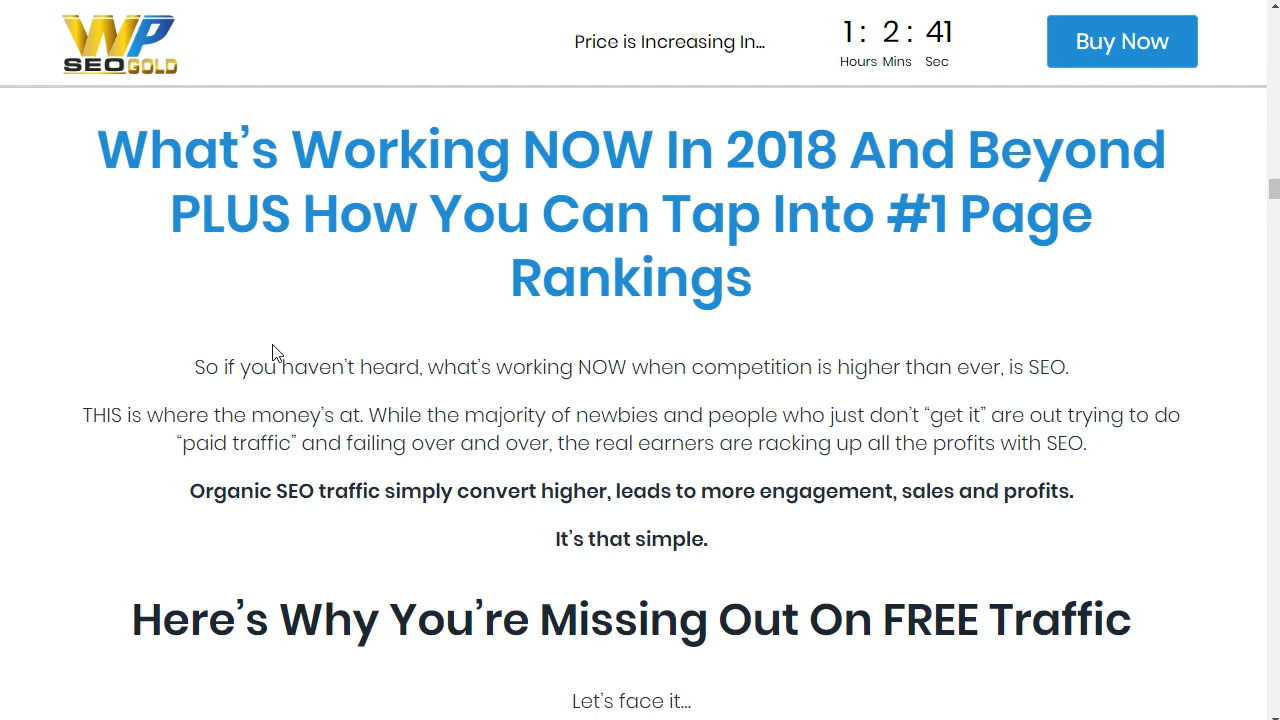 WP
SEO GOLD
Price is Increasing In...
1 : 2 : 41
Hours Mins Sec
Buy Now
What’s Working NOW In 2018 And Beyond
PLUS How You Can Tap Into #1 Page
Rankings
So if you haven’t heard, what’s working NOW when competition is higher than ever, is SEO.
THIS is where the money’s at. While the majority of newbies and people who just don’t “get it” are out trying to do
“paid traffic” and failing over and over, the real earners are racking up all the profits with SEO.
Organic SEO traffic simply convert higher, leads to more engagement, sales and profits.
It’s that simple.
Here’s Why You’re Missing Out On FREE Traffic
Let’s face it...